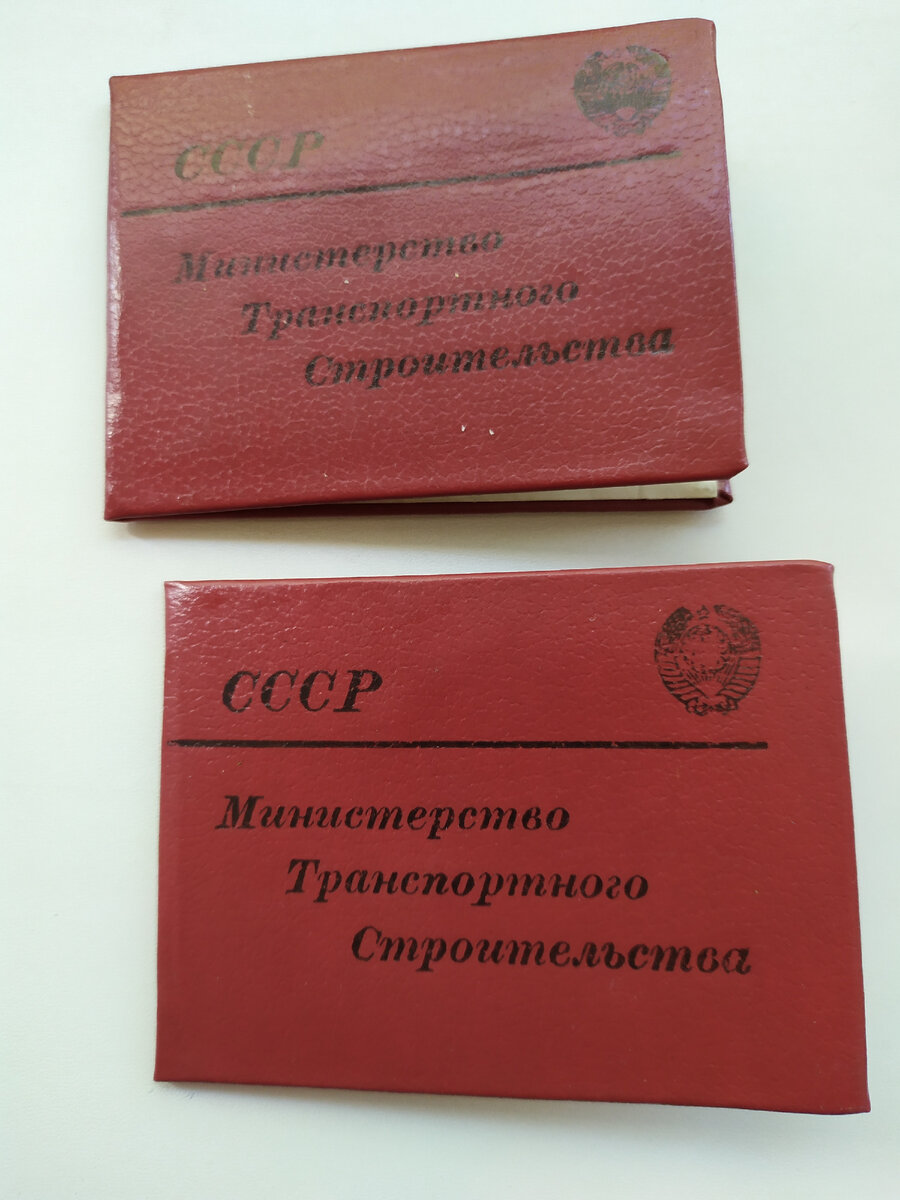 СССР
Министерство
Транспортного
Строительства
СССР
Министерство
Транспортного
Строительства